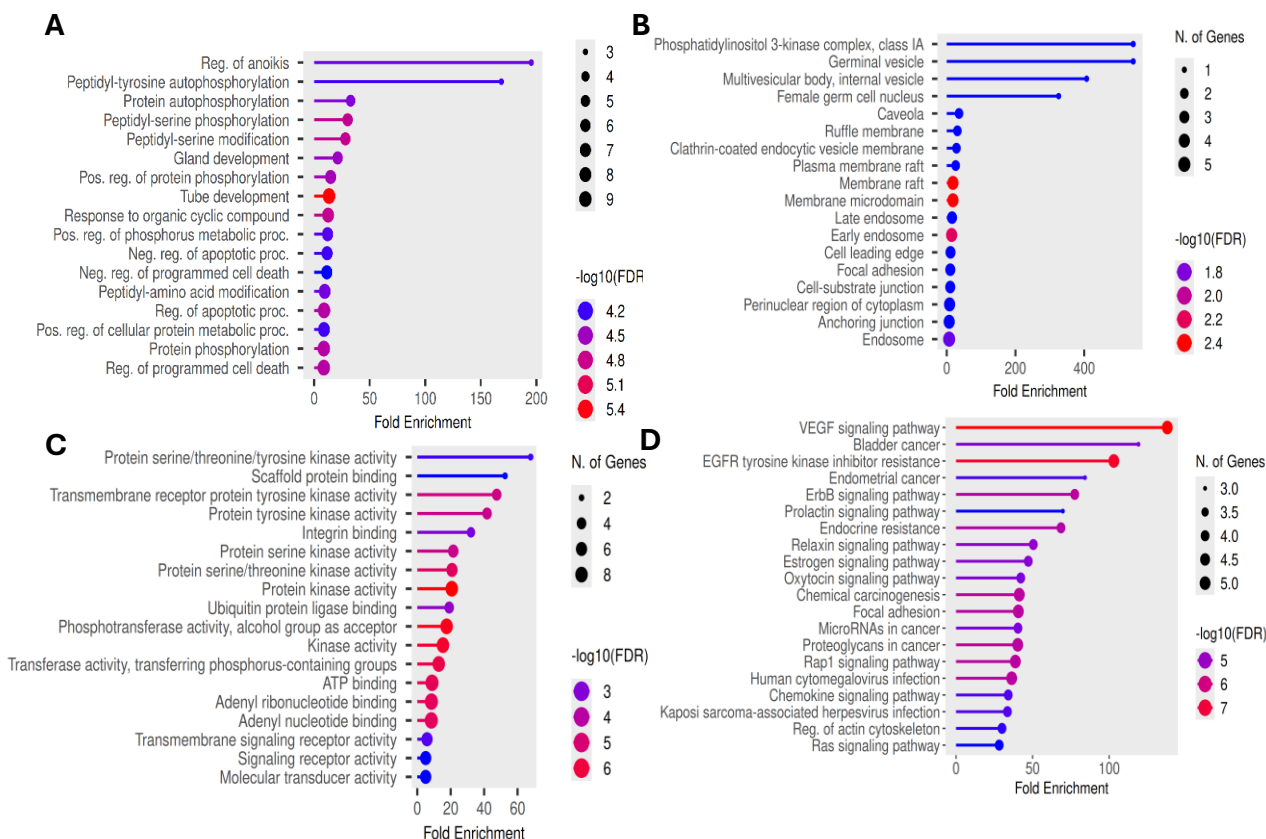 A
Reg. of anoikis
Peptidyl-tyrosine autophosphorylation
Protein autophosphorylation
Peptidyl-serine phosphorylation
Peptidyl-serine modification
Gland development
Pos. reg. of protein phosphorylation
Tube development
Response to organic cyclic compound
Pos. reg. of phosphorus metabolic proc.
Neg. reg. of apoptotic proc.
Neg. reg. of programmed cell death
Peptidyl-amino acid modification
Reg. of apoptotic proc.
Pos. reg. of cellular protein metabolic proc.
Protein phosphorylation
Reg. of programmed cell death
0 50 100 150 200
Fold Enrichment
3
4
5
6
7
8
9
-log10(FDR
4.2
4.5
4.8
5.1
5.4
B
Phosphatidylinositol 3-kinase complex, class IA
Germinal vesicle
Multivesicular body, internal vesicle
Female germ cell nucleus
Caveola
Ruffle membrane
Clathrin-coated endocytic vesicle membrane
Plasma membrane raft
Membrane raft
Membrane microdomain
Late endosome
Early endosome
Cell leading edge
Focal adhesion
Cell-substrate junction
Perinuclear region of cytoplasm
Anchoring junction
Endosome
0 200 400
Fold Enrichment
N. of Genes
1
2
3
4
5
-log10(FDR)
1.8
2.0
2.2
2.4
C
Protein serine/threonine/tyrosine kinase activity
Scaffold protein binding
Transmembrane receptor protein tyrosine kinase activity
Protein tyrosine kinase activity
Integrin binding
Protein serine kinase activity
Protein serine/threonine kinase activity
Protein kinase activity
Ubiquitin protein ligase binding
Phosphotransferase activity, alcohol group as acceptor
Kinase activity
Transferase activity, transferring phosphorus-containing groups
ATP binding
Adenyl ribonucleotide binding
Adenyl nucleotide binding
Transmembrane signaling receptor activity
Signaling receptor activity
Molecular transducer activity
0 20 40 60
Fold Enrichment
N. of Genes
2
4
6
8
-log10(FDR)
3
4
5
6
D
VEGF signaling pathway
Bladder cancer
EGFR tyrosine kinase inhibitor resistance
Endometrial cancer
ErbB signaling pathway
Prolactin signaling pathway
Endocrine resistance
Relaxin signaling pathway
Estrogen signaling pathway
Oxytocin signaling pathway
Chemical carcinogenesis
Focal adhesion
MicroRNAs in cancer
Proteoglycans in cancer
Rap1 signaling pathway
Human cytomegalovirus infection
Chemokine signaling pathway
Kaposi sarcoma-associated herpesvirus infection
Reg. of actin cytoskeleton
Ras signaling pathway
0 50 100
Fold Enrichment
N. of Genes
3.0
3.5
4.0
4.5
5.0
-log10(FDR)
5
6
7